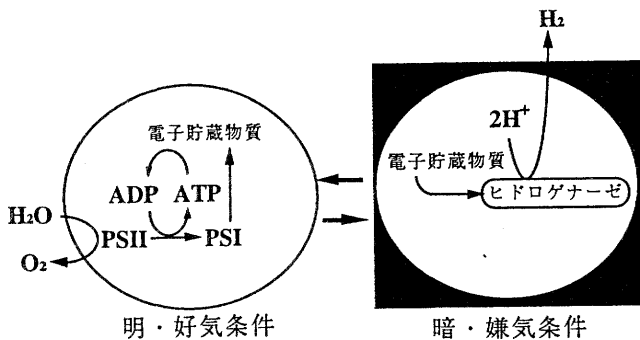 H₂
2H⁺
電子貯蔵物質
ヒドロゲナーゼ
電子貯蔵物質
ADP ATP
H₂O
PSII PSI
O₂
明・好気条件
暗・嫌気条件